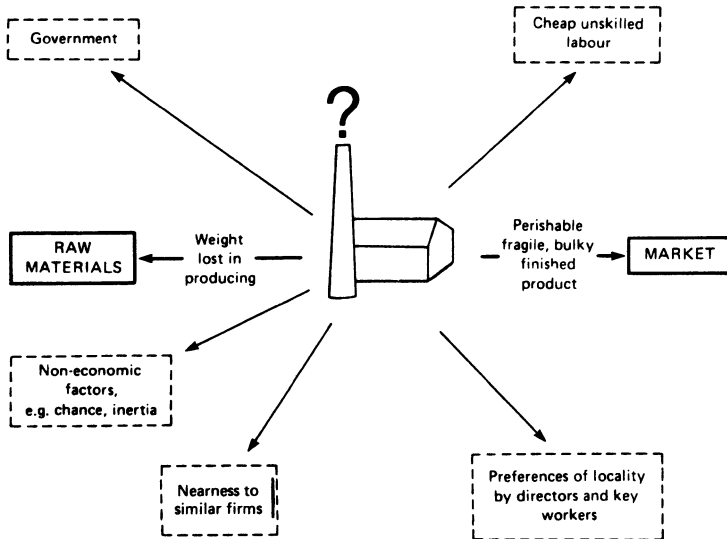 Government
Cheap unskilled
labour
?
RAW
MATERIALS
Weight
lost in
producing
Perishable
fragile, bulky
finished
product
MARKET
Non-economic
factors,
e.g. chance, inertia
Nearness to
similar firms
Preferences of locality
by directors and key
workers